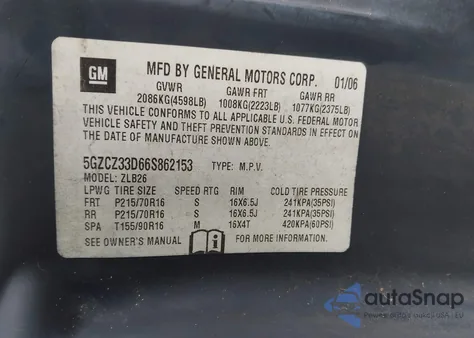 GM
MFD BY GENERAL MOTORS CORP. 01/06
GVWR GAWR FRT GAWR RR
2086KG(4598LB) 1008KG(2223LB) 1077KG(2375LB)
THIS VEHICLE CONFORMS TO ALL APPLICABLE U.S. FEDERAL MOTOR
VEHICLE SAFETY AND THEFT PREVENTION STANDARDS IN EFFECT ON
THE DATE OF MANUFACTURE SHOWN ABOVE.
5GZCZ33D66S862153 TYPE: M.P.V.
MODEL: ZLB26
LPWG TIRE SIZE SPEED RTG RIM COLD TIRE PRESSURE
FRT P215/70R16 S 16X6.5J 241KPA(35PSI)
RR P215/70R16 S 16X6.5J 241KPA(35PSI)
SPA T155/90R16 M 16X4T 420KPA(60PSI)
SEE OWNER'S MANUAL FOR MORE INFORMATION
autoSnap